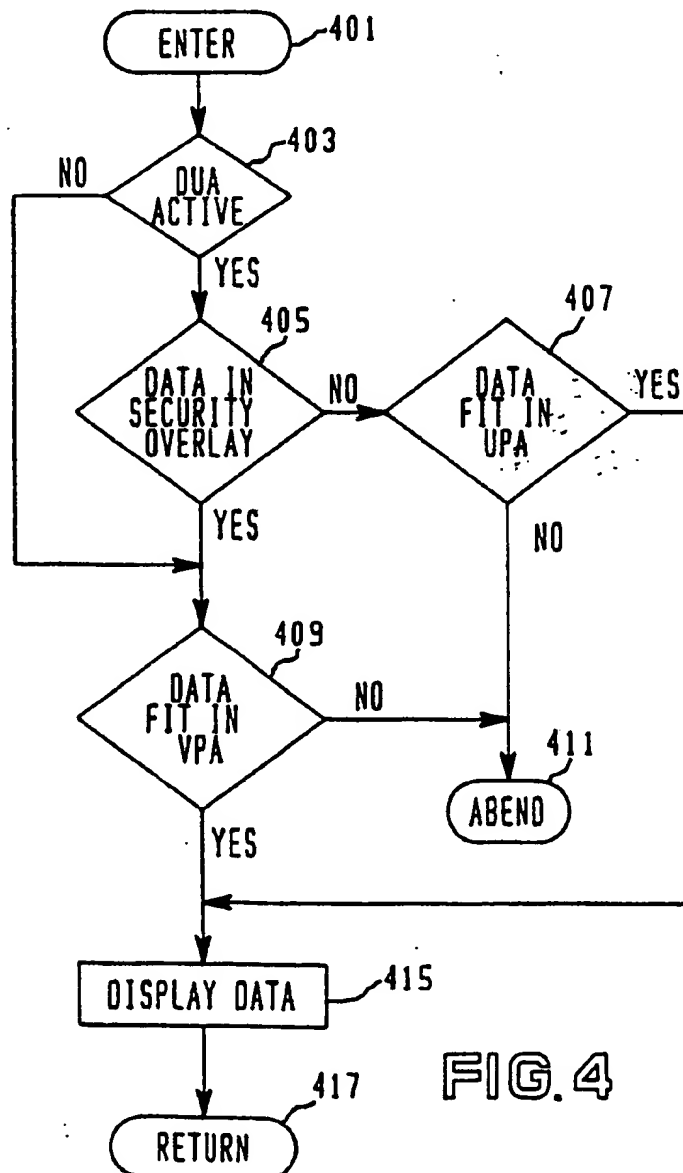 ENTER
401
403
NO
DUA
ACTIVE
YES
405
407
DATA IN
SECURITY
OVERLAY
NO
DATA
FIT IN
UPA
YES
YES
NO
409
DATA
FIT IN
VPA
NO
411
ABEND
YES
DISPLAY DATA
415
FIG. 4
417
RETURN